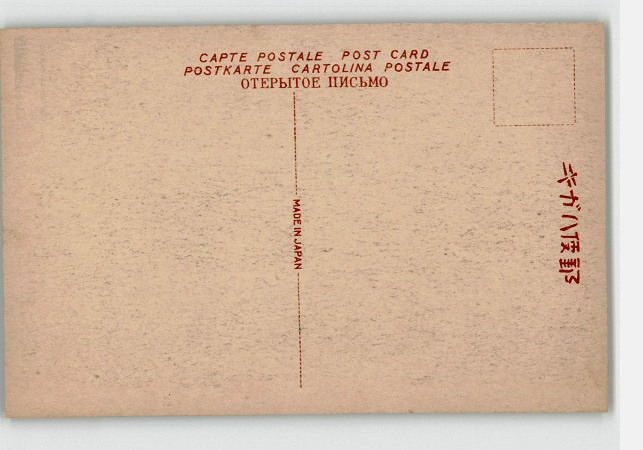 CAPTE POSTALE POST CARD
POSTKARTE CARTOLINA POSTALE
ОТЕРЫТОЕ ПИСЬМО
MADE IN JAPAN
郵便ハガキ